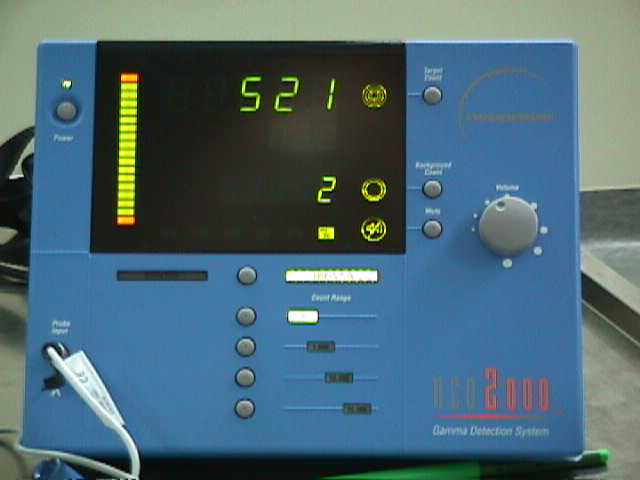 521
Target
Count
Power
Background
Count
2
Mute
Volume
Count Range
Probe
Input
neo2000
Gamma Detection System